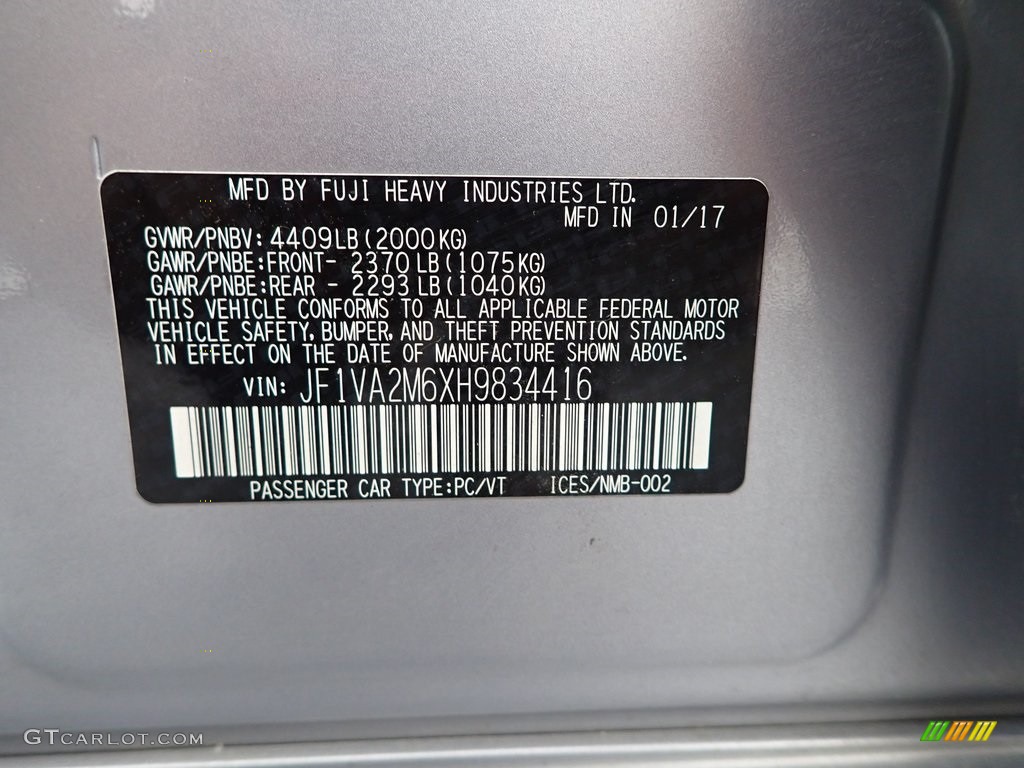 MFD BY FUJI HEAVY INDUSTRIES LTD.
MFD IN 01/17
GVWR/PNBV: 4409LB(2000KG)
GAWR/PNBE:FRONT- 2370 LB(1075KG)
GAWR/PNBE:REAR - 2293 LB(1040KG)
THIS VEHICLE CONFORMS TO ALL APPLICABLE FEDERAL MOTOR
VEHICLE SAFETY, BUMPER, AND THEFT PREVENTION STANDARDS
IN EFFECT ON THE DATE OF MANUFACTURE SHOWN ABOVE.
VIN: JF1VA2M6XH9834416
PASSENGER CAR TYPE:PC/VT ICES/NMB-002
GTCARLOT.COM